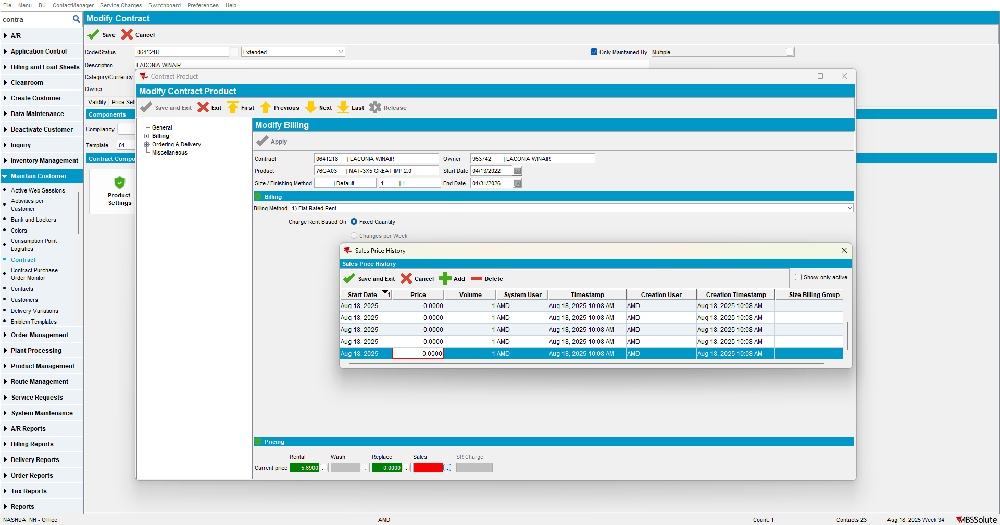 File Menu BU ContactManager Service Charges Switchboard Preferences Help
contra
Modify Contract
Save Cancel
Code/Status 0641218 ... Extended Only Maintained By Multiple ...
Description LACONIA WINAIR
Category/Currency
Owner
Validity Price Set
Components
Compliancy
Template 01
Contract Compo
Product
Settings
A/R
Application Control
Billing and Load Sheets
Cleanroom
Create Customer
Data Maintenance
Deactivate Customer
Inquiry
Inventory Management
Maintain Customer
Active Web Sessions
Activities per
Customer
Bank and Lockers
Colors
Consumption Point
Logistics
Contract
Contract Purchase
Order Monitor
Contacts
Customers
Delivery Variations
Emblem Templates
Order Management
Plant Processing
Product Management
Route Management
Service Requests
System Maintenance
A/R Reports
Billing Reports
Delivery Reports
Order Reports
Tax Reports
Reports
Contract Product
Modify Contract Product
Save and Exit Exit First Previous Next Last Release
General
Billing
Ordering & Delivery
Miscellaneous
Modify Billing
Apply
Contract 0641218 | LACONIA WINAIR Owner 953742 | LACONIA WINAIR
Product 76GA03 | MAT-3X5 GREAT IMP 2.0 Start Date 04/13/2022 16
Size / Finishing Method - | Default 1 | 1 End Date 01/31/2026 16
Billing
Billing Method 1) Flat Rated Rent
Charge Rent Based On Fixed Quantity
Changes per Week
Sales Price History
Sales Price History
Save and Exit Cancel Add Delete Show only active
Start Date 1 Price Volume System User Timestamp Creation User Creation Timestamp Size Billing Group
Aug 18, 2025 0.0000 1 AMD Aug 18, 2025 10:08 AM AMD Aug 18, 2025 10:08 AM
Aug 18, 2025 0.0000 1 AMD Aug 18, 2025 10:08 AM AMD Aug 18, 2025 10:08 AM
Aug 18, 2025 0.0000 1 AMD Aug 18, 2025 10:08 AM AMD Aug 18, 2025 10:08 AM
Aug 18, 2025 0.0000 1 AMD Aug 18, 2025 10:08 AM AMD Aug 18, 2025 10:08 AM
Aug 18, 2025 0.0000 1 AMD Aug 18, 2025 10:08 AM AMD Aug 18, 2025 10:08 AM
Pricing
Rental Wash Replace Sales SR Charge
Current price 5.6900 ... ... 0.0000 ... ...
NASHUA, NH - Office AMD Count: 1 Contacts 23 Aug 18, 2025 Week 34 ABSSolute